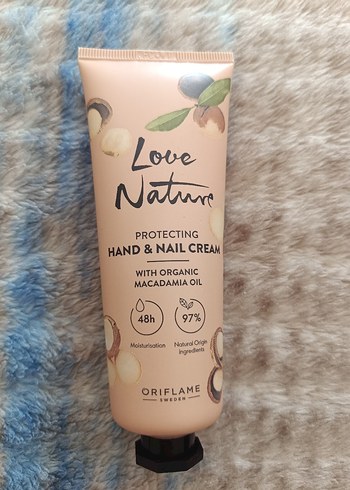 Love
Nature
PROTECTING
HAND & NAIL CREAM
WITH ORGANIC
MACADAMIA OIL
48h
97%
Moisturisation
Natural Origin
Ingredients
ORIFLAME
SWEDEN